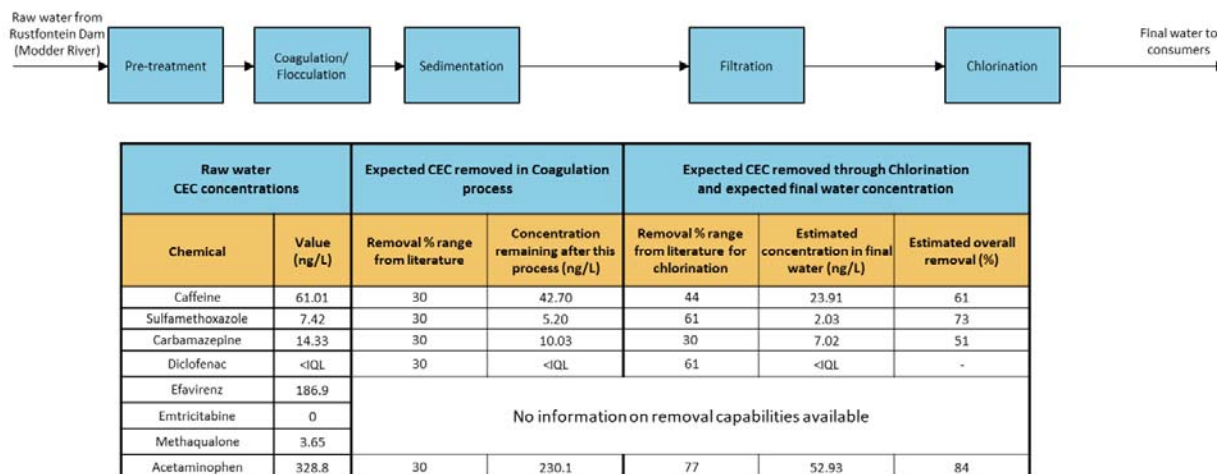 Raw water from
Rustfontein Dam
(Modder River)
Pre-treatment
Coagulation/
Flocculation
Sedimentation
Filtration
Chlorination
Final water to
consumers
Raw water
CEC concentrations
Expected CEC removed in Coagulation
process
Expected CEC removed through Chlorination
and expected final water concentration
Chemical
Value
(ng/L)
Removal % range
from literature
Concentration
remaining after this
process (ng/L)
Removal % range
from literature for
chlorination
Estimated
concentration in final
water (ng/L)
Estimated overall
removal (%)
Caffeine 61.01 30 42.70 44 23.91 61
Sulfamethoxazole 7.42 30 5.20 61 2.03 73
Carbamazepine 14.33 30 10.03 30 7.02 51
Diclofenac <IQL 30 <IQL 61 <IQL -
Efavirenz 186.9
Emtricitabine 0
No information on removal capabilities available
Methaqualone 3.65
Acetaminophen 328.8 30 230.1 77 52.93 84